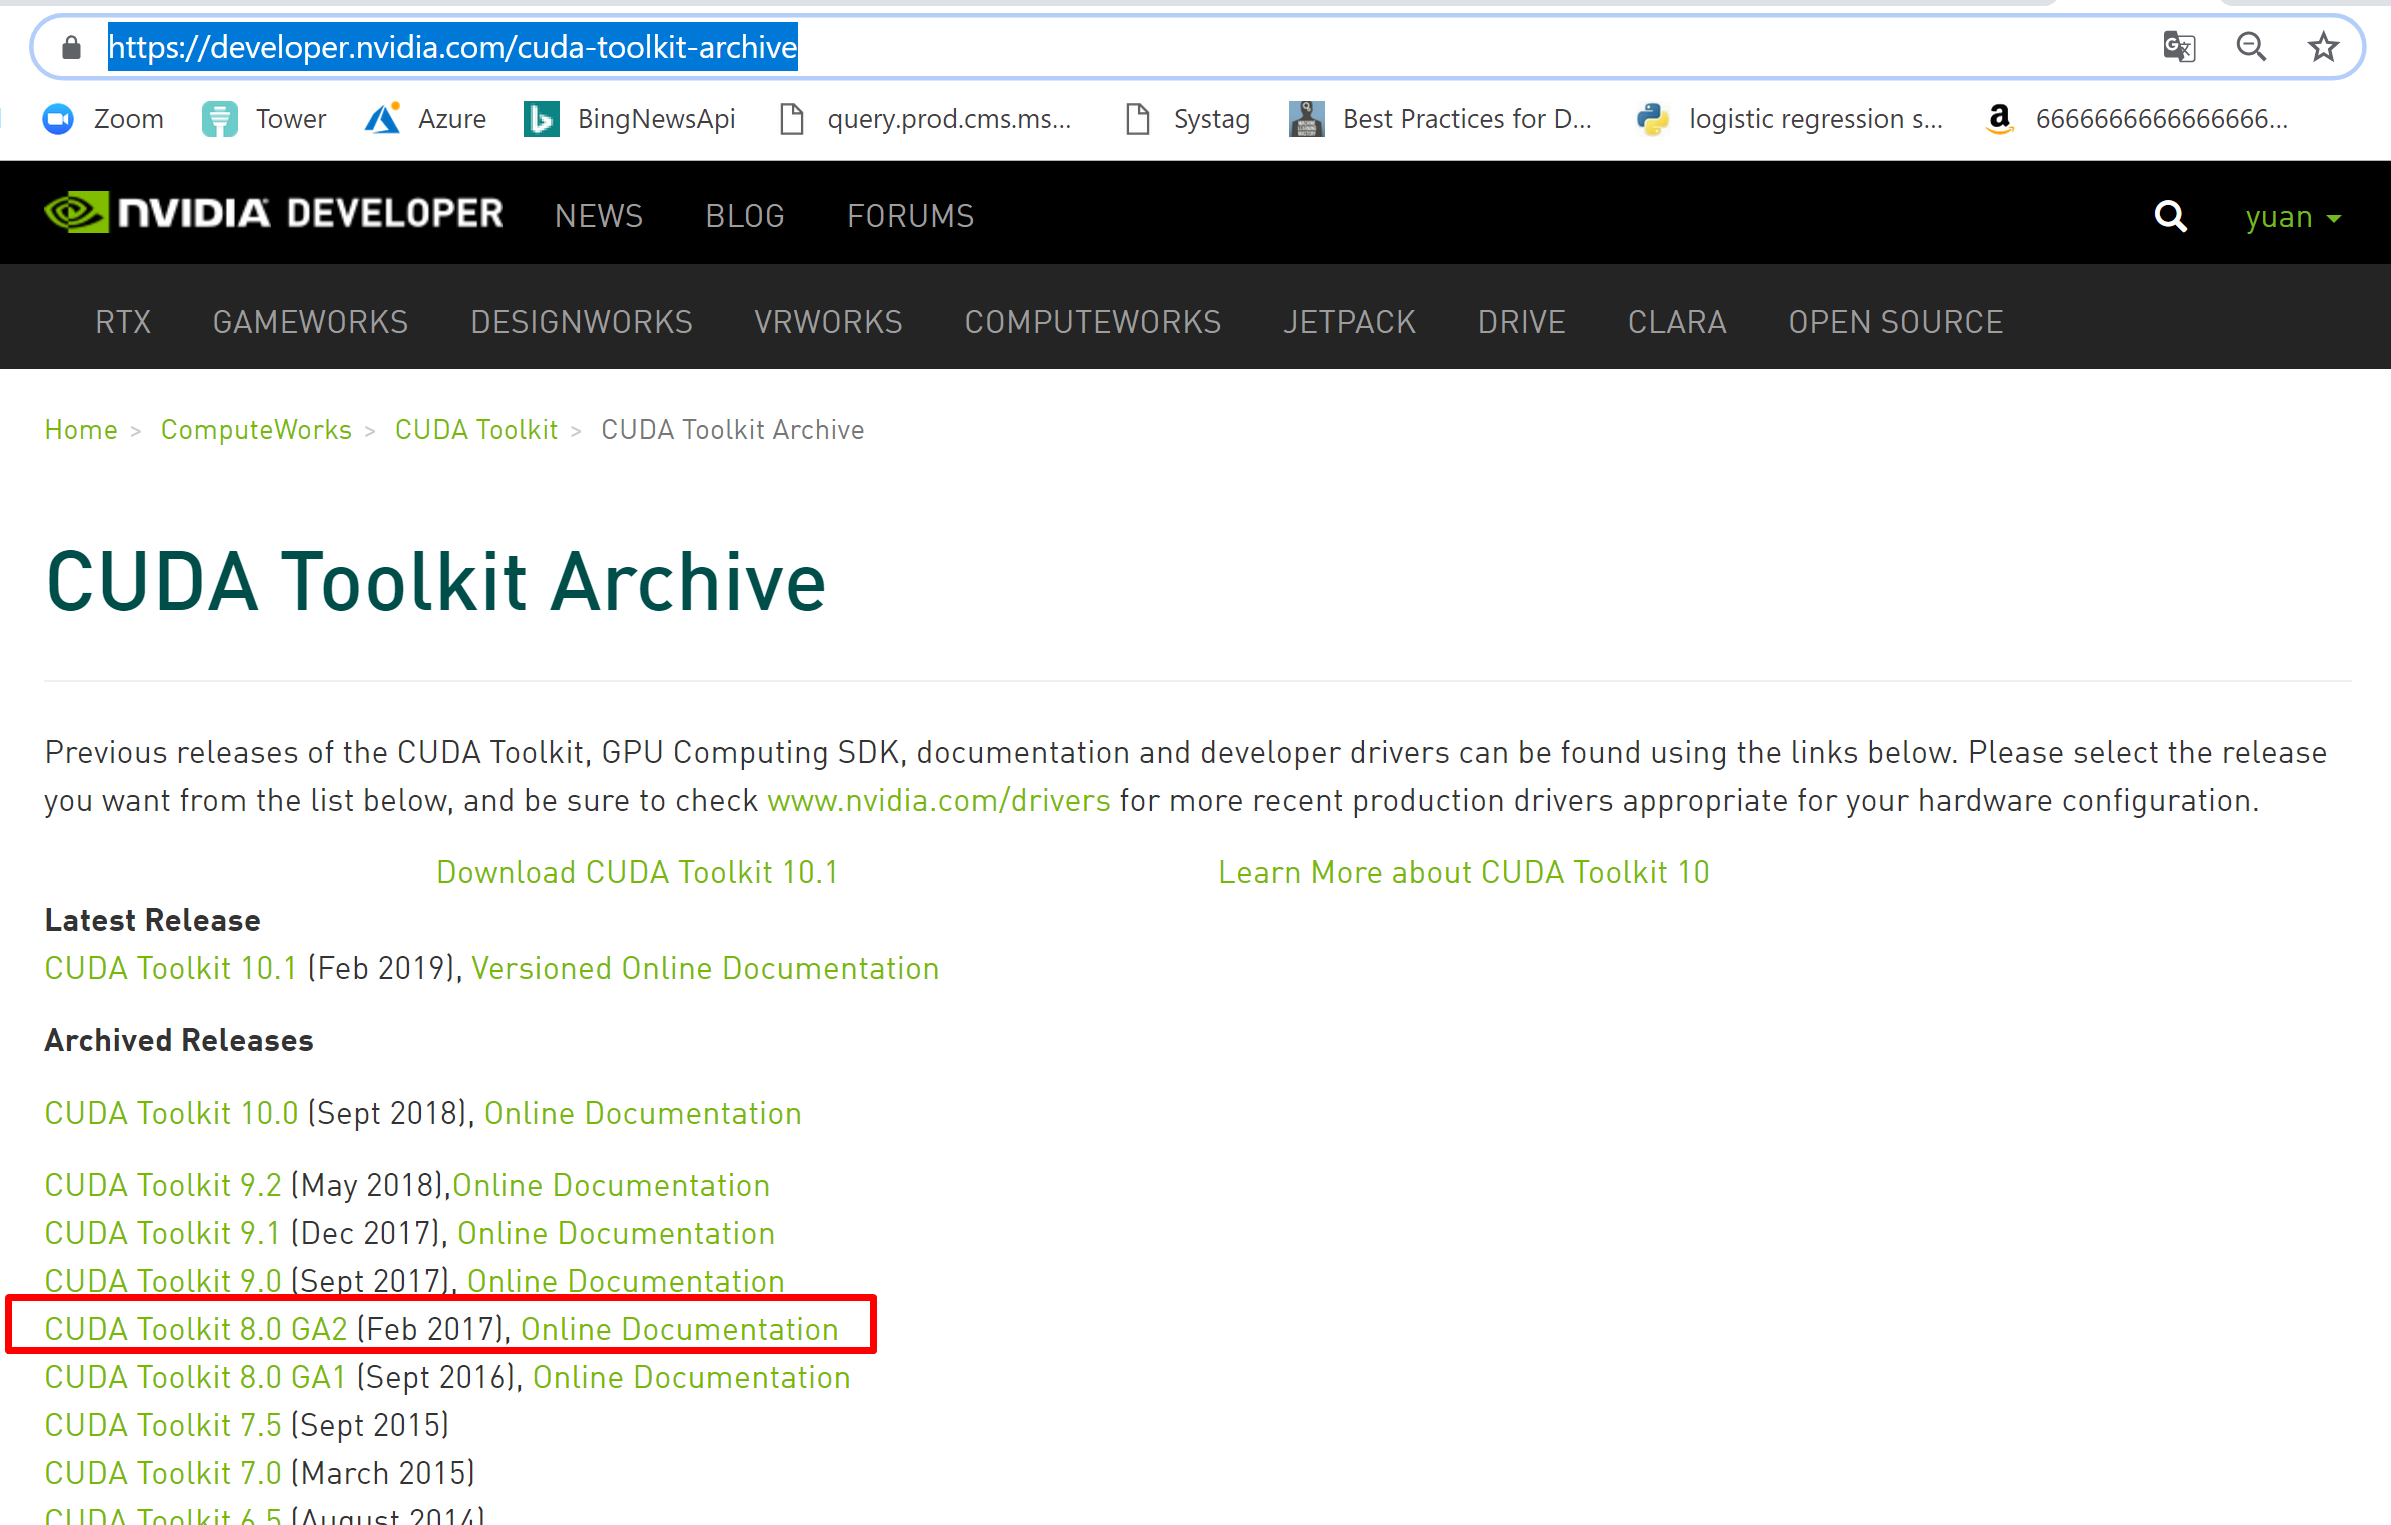 https://developer.nvidia.com/cuda-toolkit-archive
Zoom Tower Azure BingNewsApi query.prod.cms.ms... Systag Best Practices for D... logistic regression s... 6666666666666666...
NVIDIA DEVELOPER NEWS BLOG FORUMS yuan
RTX GAMEWORKS DESIGNWORKS VRWORKS COMPUTEWORKS JETPACK DRIVE CLARA OPEN SOURCE
Home > ComputeWorks > CUDA Toolkit > CUDA Toolkit Archive
CUDA Toolkit Archive
Previous releases of the CUDA Toolkit, GPU Computing SDK, documentation and developer drivers can be found using the links below. Please select the release
you want from the list below, and be sure to check www.nvidia.com/drivers for more recent production drivers appropriate for your hardware configuration.
Download CUDA Toolkit 10.1 Learn More about CUDA Toolkit 10
Latest Release
CUDA Toolkit 10.1 (Feb 2019), Versioned Online Documentation
Archived Releases
CUDA Toolkit 10.0 (Sept 2018), Online Documentation
CUDA Toolkit 9.2 (May 2018),Online Documentation
CUDA Toolkit 9.1 (Dec 2017), Online Documentation
CUDA Toolkit 9.0 (Sept 2017), Online Documentation
CUDA Toolkit 8.0 GA2 (Feb 2017), Online Documentation
CUDA Toolkit 8.0 GA1 (Sept 2016), Online Documentation
CUDA Toolkit 7.5 (Sept 2015)
CUDA Toolkit 7.0 (March 2015)
CUDA Toolkit 6.5 (August 2014)